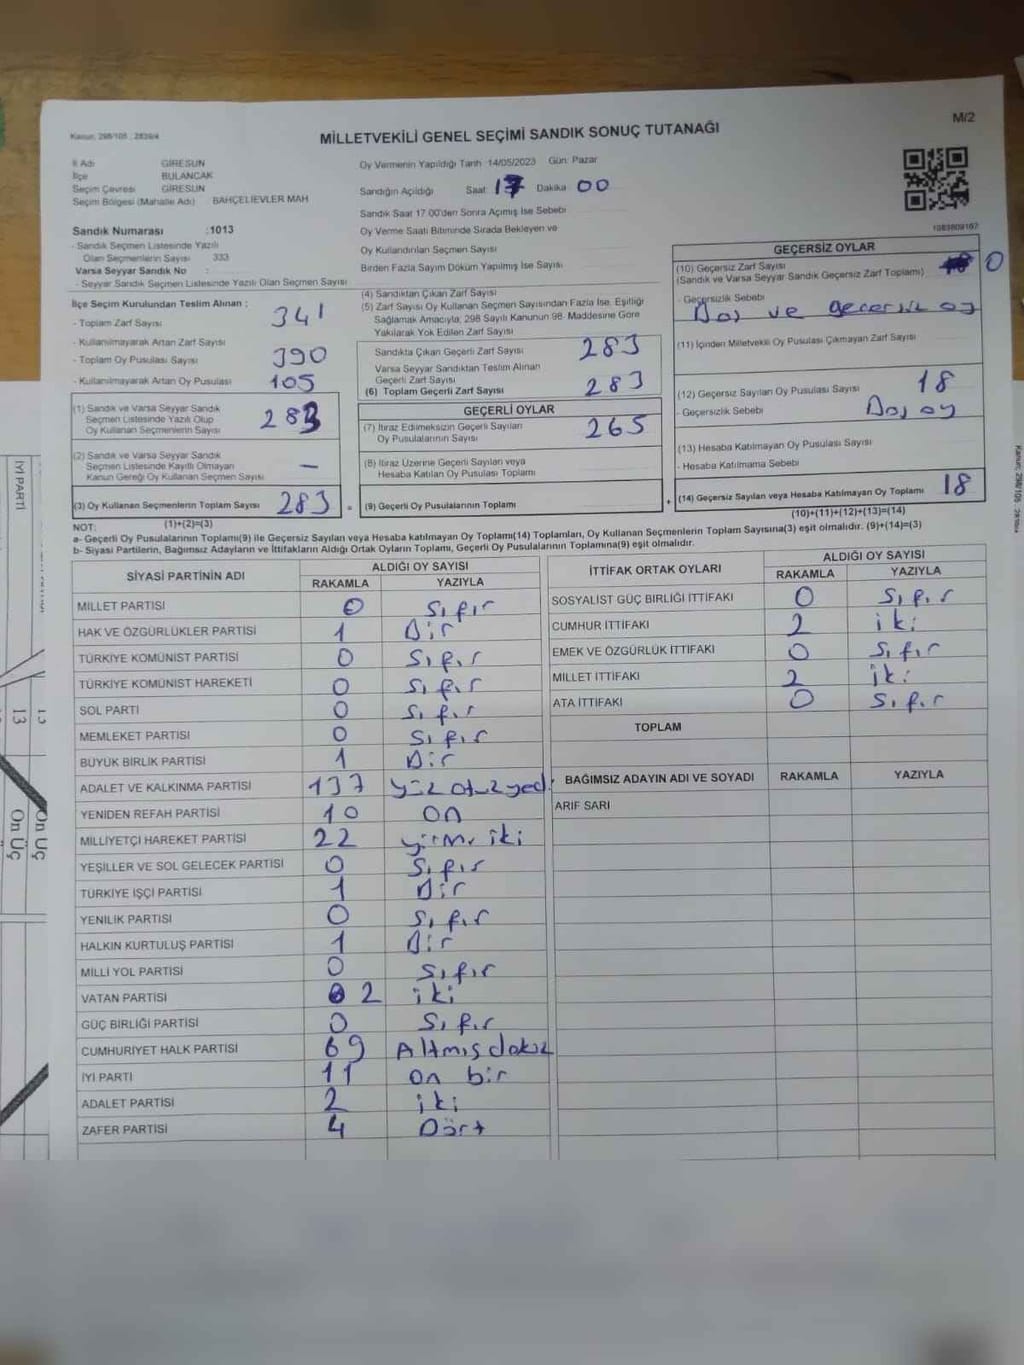 Kanun: 298/105 ; 2839/4
MİLLETVEKİLİ GENEL SEÇİMİ SANDIK SONUÇ TUTANAĞI
M/2
İl Adı GİRESUN
İlçe BULANCAK
Seçim Çevresi GİRESUN
Seçim Bölgesi (Mahalle Adı) BAHÇELİEVLER MAH
Sandık Numarası :1013
- Sandık Seçmen Listesinde Yazılı
Olan Seçmenlerin Sayısı 333
Varsa Seyyar Sandık No :
- Seyyar Sandık Seçmen Listesinde Yazılı Olan Seçmen Sayısı
Oy Vermenin Yapıldığı Tarih 14/05/2023 Gün: Pazar
Sandığın Açıldığı Saat 17 Dakika 00
Sandık Saat 17.00'den Sonra Açımış İse Sebebi
Oy Verme Saati Bitiminde Sırada Bekleyen ve
Oy Kullandırılan Seçmen Sayısı
Birden Fazla Sayım Döküm Yapılmış İse Sayısı
1083809187
İlçe Seçim Kurulundan Teslim Alınan ;
- Toplam Zarf Sayısı 341
- Kullanılmayarak Artan Zarf Sayısı
- Toplam Oy Pusulası Sayısı 390
- Kullanılmayarak Artan Oy Pusulası 105
(1) Sandık ve Varsa Seyyar Sandık
Seçmen Listesinde Yazılı Olup
Oy Kullanan Seçmenlerin Sayısı 283
(2) Sandık ve Varsa Seyyar Sandık
Seçmen Listesinde Kayıtlı Olmayan
Kanun Gereği Oy Kullanan Seçmen Sayısı —
(3) Oy Kullanan Seçmenlerin Toplam Sayısı 283 =
(1)+(2)=(3)
(4) Sandıktan Çıkan Zarf Sayısı
(5) Zarf Sayısı Oy Kullanan Seçmen Sayısından Fazla İse, Eşitliği
Sağlamak Amacıyla, 298 Sayılı Kanunun 98. Maddesine Göre
Yakılarak Yok Edilen Zarf Sayısı
Sandıkta Çıkan Geçerli Zarf Sayısı 283
Varsa Seyyar Sandıktan Teslim Alınan
Geçerli Zarf Sayısı
(6) Toplam Geçerli Zarf Sayısı 283
GEÇERLİ OYLAR
(7) İtiraz Edilmeksizin Geçerli Sayılan
Oy Pusulalarının Sayısı 265
(8) İtiraz Üzerine Geçerli Sayılan veya
Hesaba Katılan Oy Pusulası Toplamı
(9) Geçerli Oy Pusulalarının Toplamı +
GEÇERSİZ OYLAR
(10) Geçersiz Zarf Sayısı 0
(Sandık ve Varsa Seyyar Sandık Geçersiz Zarf Toplamı)
- Geçersizlik Sebebi
Boş ve geçersiz oy
(11) İçinden Milletvekili Oy Pusulası Çıkmayan Zarf Sayısı
(12) Geçersiz Sayılan Oy Pusulası Sayısı 18
- Geçersizlik Sebebi Boş oy
(13) Hesaba Katılmayan Oy Pusulası Sayısı
- Hesaba Katılmama Sebebi
(14) Geçersiz Sayılan veya Hesaba Katılmayan Oy Toplamı 18
(10)+(11)+(12)+(13)=(14)
NOT:
a- Geçerli Oy Pusulalarının Toplamı(9) ile Geçersiz Sayılan veya Hesaba katılmayan Oy Toplamı(14) Toplamları, Oy Kullanan Seçmenlerin Toplam Sayısına(3) eşit olmalıdır. (9)+(14)=(3)
b- Siyasi Partilerin, Bağımsız Adayların ve İttifakların Aldığı Ortak Oyların Toplamı, Geçerli Oy Pusulalarının Toplamına(9) eşit olmalıdır.
SİYASİ PARTİNİN ADI ALDIĞI OY SAYISI
RAKAMLA YAZIYLA
MİLLET PARTİSİ 0 Sıfır
HAK VE ÖZGÜRLÜKLER PARTİSİ 1 Bir
TÜRKİYE KOMÜNİST PARTİSİ 0 Sıfır
TÜRKİYE KOMÜNİST HAREKETİ 0 Sıfır
SOL PARTİ 0 Sıfır
MEMLEKET PARTİSİ 0 Sıfır
BÜYÜK BİRLİK PARTİSİ 1 Bir
ADALET VE KALKINMA PARTİSİ 137 yüz otuz yedi
YENİDEN REFAH PARTİSİ 10 on
MİLLİYETÇİ HAREKET PARTİSİ 22 yirmi iki
YEŞİLLER VE SOL GELECEK PARTİSİ 0 Sıfır
TÜRKİYE İŞÇİ PARTİSİ 1 Bir
YENİLİK PARTİSİ 0 Sıfır
HALKIN KURTULUŞ PARTİSİ 1 Bir
MİLLİ YOL PARTİSİ 0 Sıfır
VATAN PARTİSİ 2 iki
GÜÇ BİRLİĞİ PARTİSİ 0 Sıfır
CUMHURİYET HALK PARTİSİ 69 Altmış dokuz
İYİ PARTİ 11 on bir
ADALET PARTİSİ 2 iki
ZAFER PARTİSİ 4 Dört
İTTİFAK ORTAK OYLARI ALDIĞI OY SAYISI
RAKAMLA YAZIYLA
SOSYALİST GÜÇ BİRLİĞİ İTTİFAKI 0 Sıfır
CUMHUR İTTİFAKI 2 iki
EMEK VE ÖZGÜRLÜK İTTİFAKI 0 Sıfır
MİLLET İTTİFAKI 2 iki
ATA İTTİFAKI 0 Sıfır
TOPLAM
BAĞIMSIZ ADAYIN ADI VE SOYADI RAKAMLA YAZIYLA
ARİF SARI
İYİ PARTİ
13
13
On Üç
On Üç